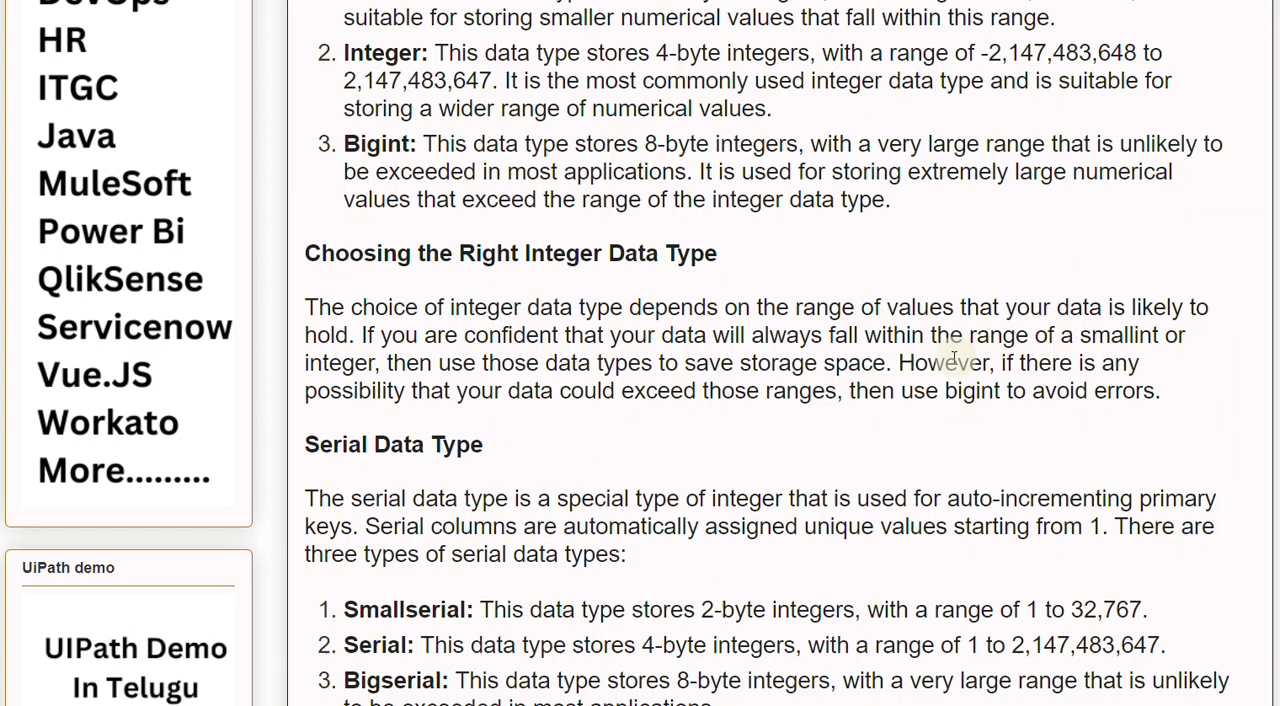 DevOps
HR
ITGC
Java
MuleSoft
Power Bi
QlikSense
Servicenow
Vue.JS
Workato
More.........
UiPath demo
UIPath Demo
In Telugu
suitable for storing smaller numerical values that fall within this range.
2. Integer: This data type stores 4-byte integers, with a range of -2,147,483,648 to
2,147,483,647. It is the most commonly used integer data type and is suitable for
storing a wider range of numerical values.
3. Bigint: This data type stores 8-byte integers, with a very large range that is unlikely to
be exceeded in most applications. It is used for storing extremely large numerical
values that exceed the range of the integer data type.
Choosing the Right Integer Data Type
The choice of integer data type depends on the range of values that your data is likely to
hold. If you are confident that your data will always fall within the range of a smallint or
integer, then use those data types to save storage space. However, if there is any
possibility that your data could exceed those ranges, then use bigint to avoid errors.
Serial Data Type
The serial data type is a special type of integer that is used for auto-incrementing primary
keys. Serial columns are automatically assigned unique values starting from 1. There are
three types of serial data types:
1. Smallserial: This data type stores 2-byte integers, with a range of 1 to 32,767.
2. Serial: This data type stores 4-byte integers, with a range of 1 to 2,147,483,647.
3. Bigserial: This data type stores 8-byte integers, with a very large range that is unlikely
to be exceeded in most applications.